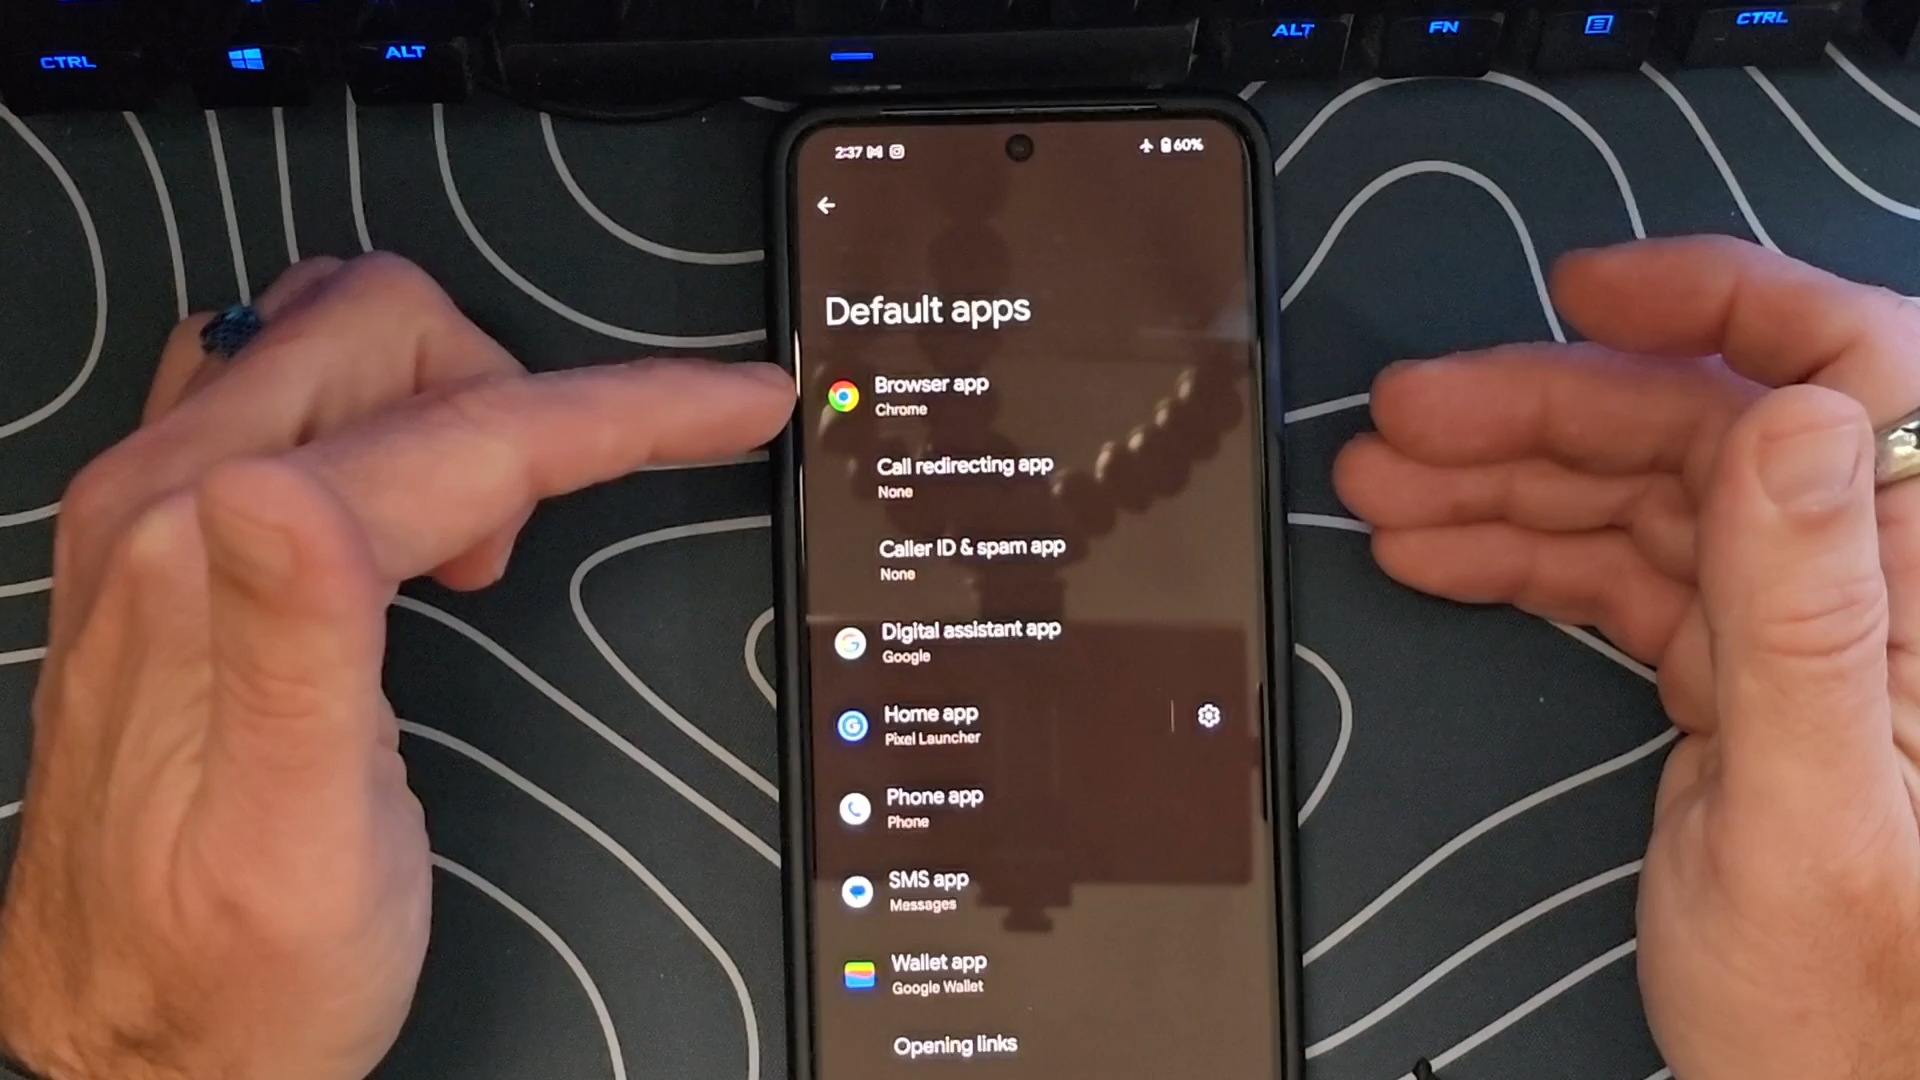 CTRL
ALT
ALT
FN
CTRL
2:37
60%
Default apps
Browser app
Chrome
Call redirecting app
None
Caller ID & spam app
None
Digital assistant app
Google
Home app
Pixel Launcher
Phone app
Phone
SMS app
Messages
Wallet app
Google Wallet
Opening links